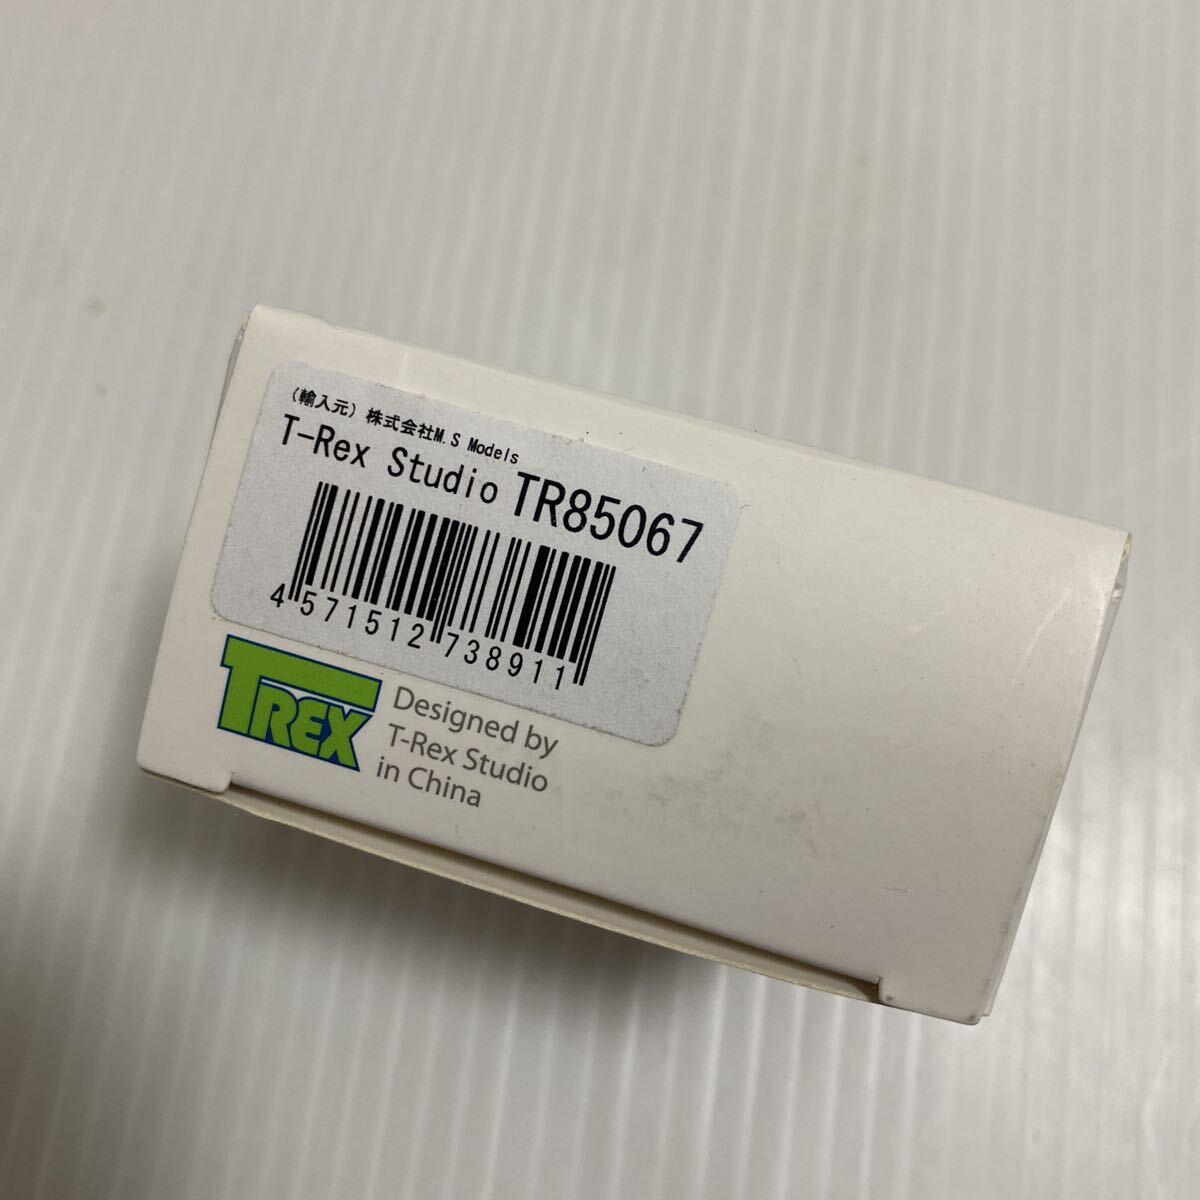 （輸入元）株式会社M.S Models
T-Rex Studio TR85067
4 571512 738911
TREX
Designed by
T-Rex Studio
in China